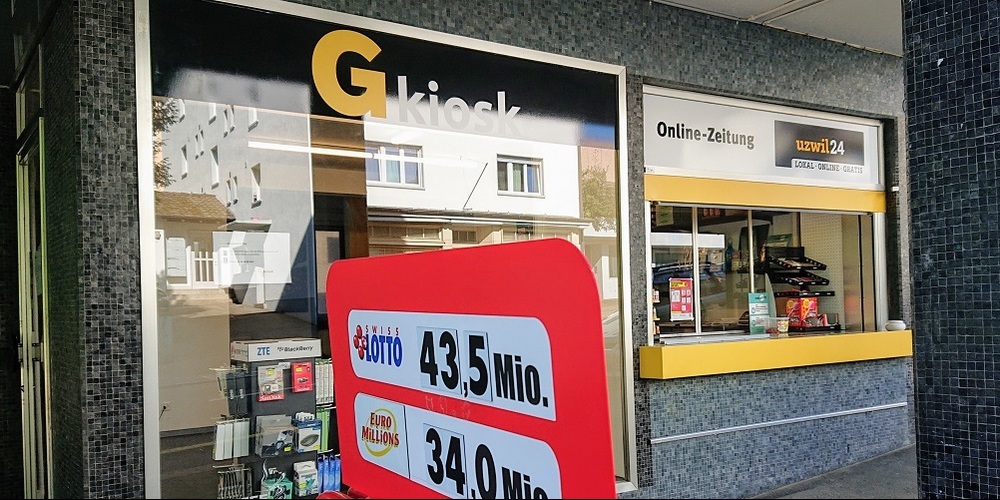 G kiosk
Online-Zeitung
uzwil24
LOKAL·ONLINE·GRATIS
ZTE BlackBerry
SWISS
LOTTO
43,5 Mio.
EURO
MILLIONS
34,0 Mio.
SanDisk